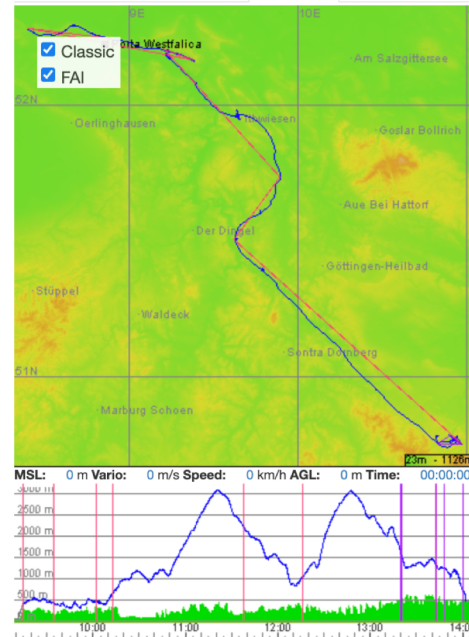 9E 10E
Porta Westfalica
Classic
FAI
Am Salzgittersee
52N
Oerlinghausen
Goslar Bollrich
Aue Bei Hattorf
Der Dingel
Göttingen-Heilbad
Stüppel
Waldeck
Sontra Dornberg
51N
Marburg Schoen
23m - 1126m
MSL: 0 m Vario: 0 m/s Speed: 0 km/h AGL: 0 m Time: 00:00:00
3000 m
2500 m
2000 m
1500 m
1000 m
500 m
10:00 11:00 12:00 13:00